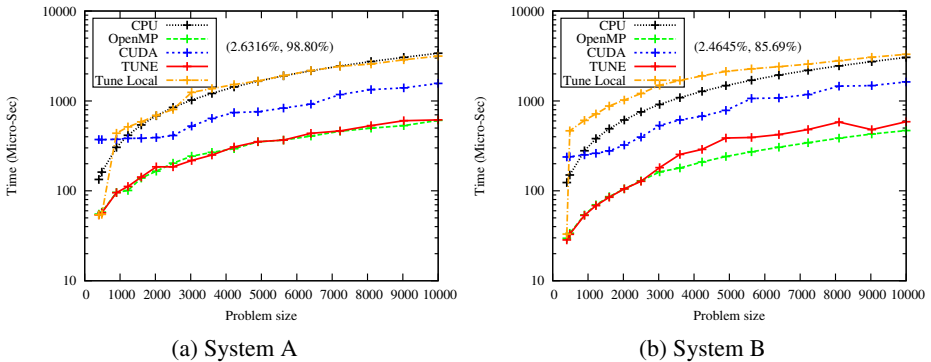 10000
1000
100
10
Time (Micro-Sec)
CPU
OpenMP
CUDA
TUNE
Tune Local
(2.6316%, 98.80%)
0 1000 2000 3000 4000 5000 6000 7000 8000 9000 10000
Problem size
(a) System A
10000
1000
100
10
Time (Micro-Sec)
CPU
OpenMP
CUDA
TUNE
Tune Local
(2.4645%, 85.69%)
0 1000 2000 3000 4000 5000 6000 7000 8000 9000 10000
Problem size
(b) System B